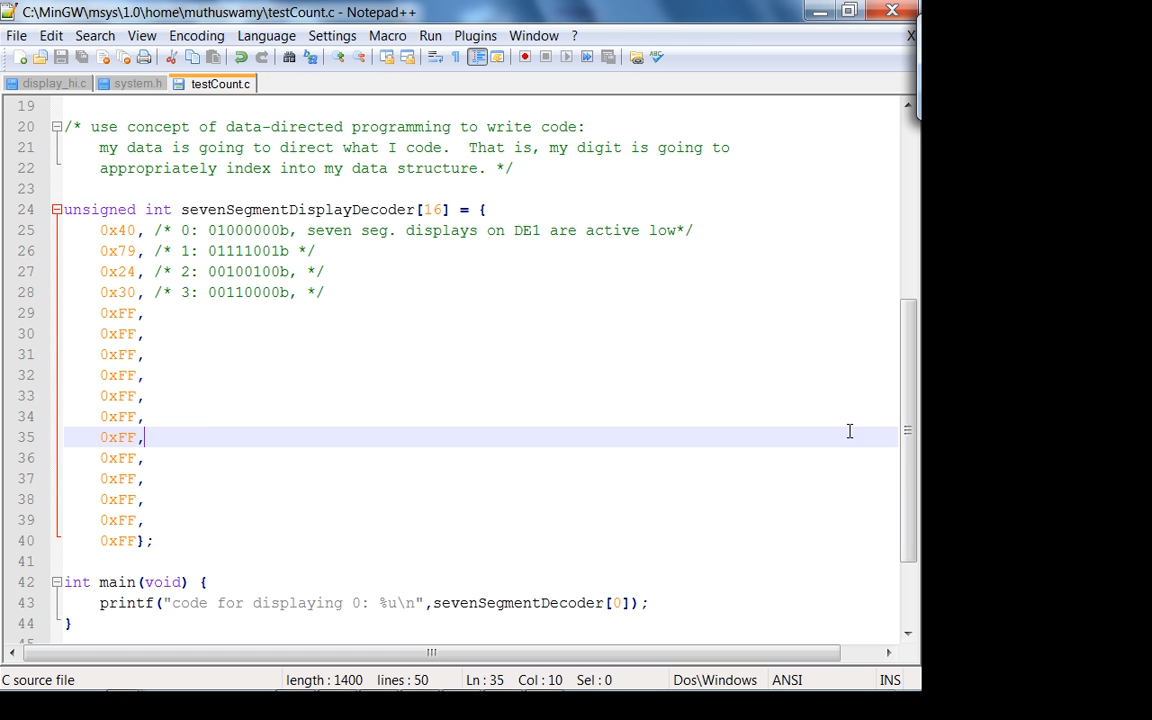 C:\MinGW\msys\1.0\home\muthuswamy\testCount.c - Notepad++
File Edit Search View Encoding Language Settings Macro Run Plugins Window ? X
display_hi.c system.h testCount.c
19
20 /* use concept of data-directed programming to write code:
21 my data is going to direct what I code. That is, my digit is going to
22 appropriately index into my data structure. */
23
24 unsigned int sevenSegmentDisplayDecoder[16] = {
25 0x40, /* 0: 01000000b, seven seg. displays on DE1 are active low*/
26 0x79, /* 1: 01111001b */
27 0x24, /* 2: 00100100b, */
28 0x30, /* 3: 00110000b, */
29 0xFF,
30 0xFF,
31 0xFF,
32 0xFF,
33 0xFF,
34 0xFF,
35 0xFF,
36 0xFF,
37 0xFF,
38 0xFF,
39 0xFF,
40 0xFF};
41
42 int main(void) {
43 printf("code for displaying 0: %u\n",sevenSegmentDecoder[0]);
44 }
45
C source file length : 1400 lines : 50 Ln : 35 Col : 10 Sel : 0 Dos\Windows ANSI INS